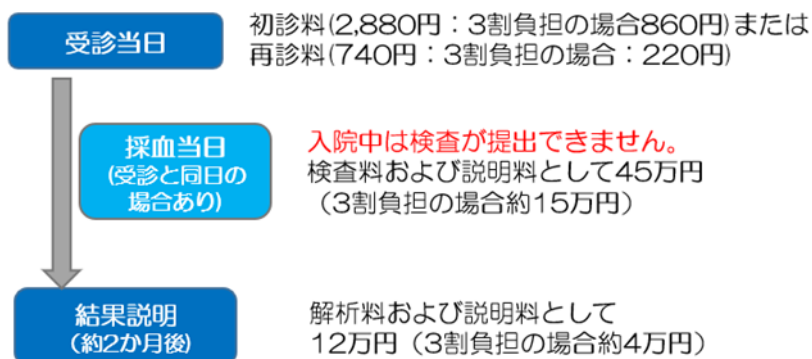 受診当日
初診料(2,880円：3割負担の場合860円)または
再診料(740円：3割負担の場合：220円)
採血当日
(受診と同日の
場合あり)
入院中は検査が提出できません。
検査料および説明料として45万円
（3割負担の場合約15万円）
結果説明
(約2か月後)
解析料および説明料として
12万円（3割負担の場合約4万円）